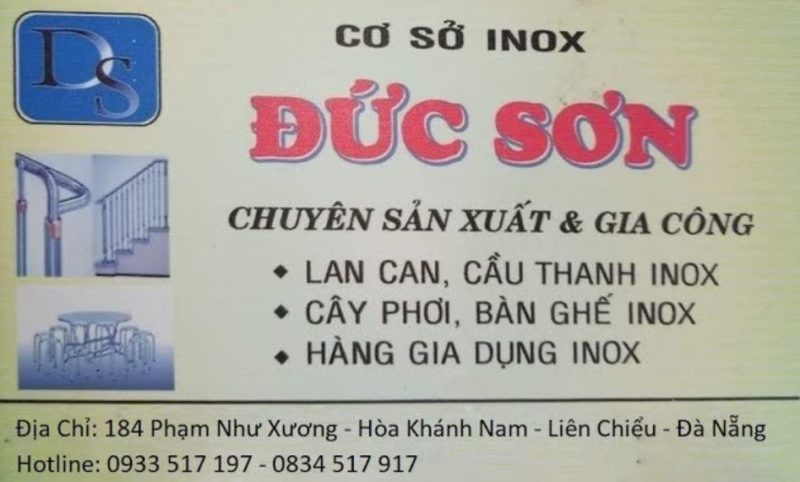 DS
CƠ SỞ INOX
ĐỨC SƠN
CHUYÊN SẢN XUẤT & GIA CÔNG
◆ LAN CAN, CẦU THANH INOX
◆ CÂY PHƠI, BÀN GHẾ INOX
◆ HÀNG GIA DỤNG INOX
Địa Chỉ: 184 Phạm Như Xương - Hòa Khánh Nam - Liên Chiểu - Đà Nẵng
Hotline: 0933 517 197 - 0834 517 917